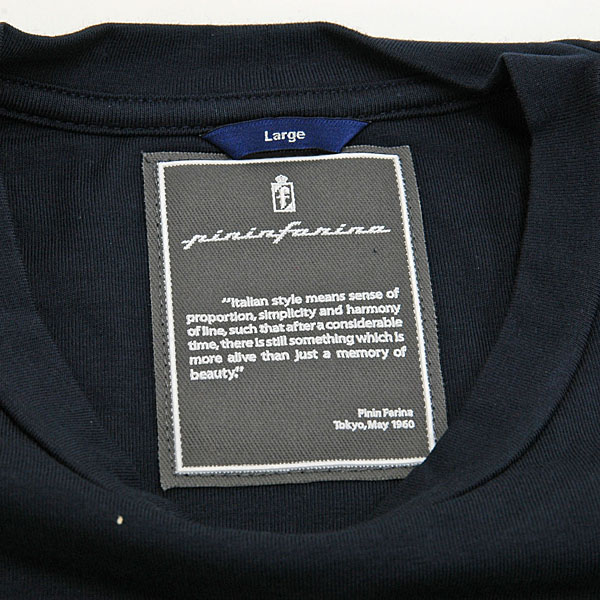 Large
f
pininfarina
"Italian style means sense of
proportion, simplicity and harmony
of line, such that after a considerable
time, there is still something which is
more alive than just a memory of
beauty."
Pinin Farina
Tokyo, May 1960